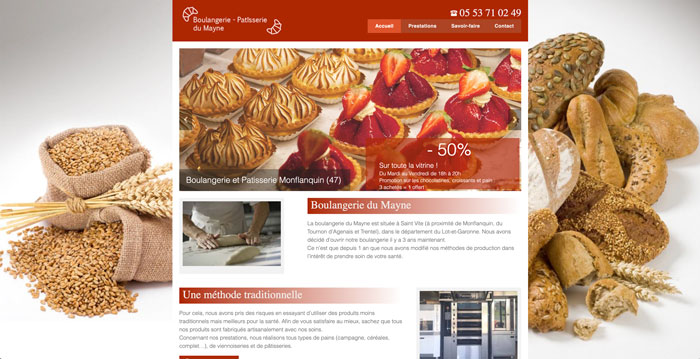 Boulangerie - Patisserie
du Mayne
05 53 71 02 49
Accueil Prestations Savoir-faire Contact
- 50%
Sur toute la vitrine !
Du Mardi au Vendredi de 18h à 20h
Promotion sur les chocolatines, croissants et pain
3 achetés = 1 offert !
Boulangerie et Patisserie Monflanquin (47)
Boulangerie du Mayne
La boulangerie du Mayne est située à Saint Vite (à proximité de Monflanquin, du
Tournon d'Agenais et Trentel), dans le département du Lot-et-Garonne. Nous avons
décidé d'ouvrir notre boulangerie il y a 3 ans maintenant.
Ce n'est que depuis 1 an que nous avons modifié nos méthodes de production dans
l'intérêt de prendre soin de votre santé.
Une méthode traditionnelle
Pour cela, nous avons pris des risques en essayant d'utiliser des produits moins
traditionnels mais meilleurs pour la santé. Afin de vous satisfaire au mieux, sachez que tous
nos produits sont fabriqués artisanalement avec nos soins.
Concernant nos prestations, nous réalisons tous types de pains (campagne, céréales,
complet...), de viennoiseries et de pâtisseries.